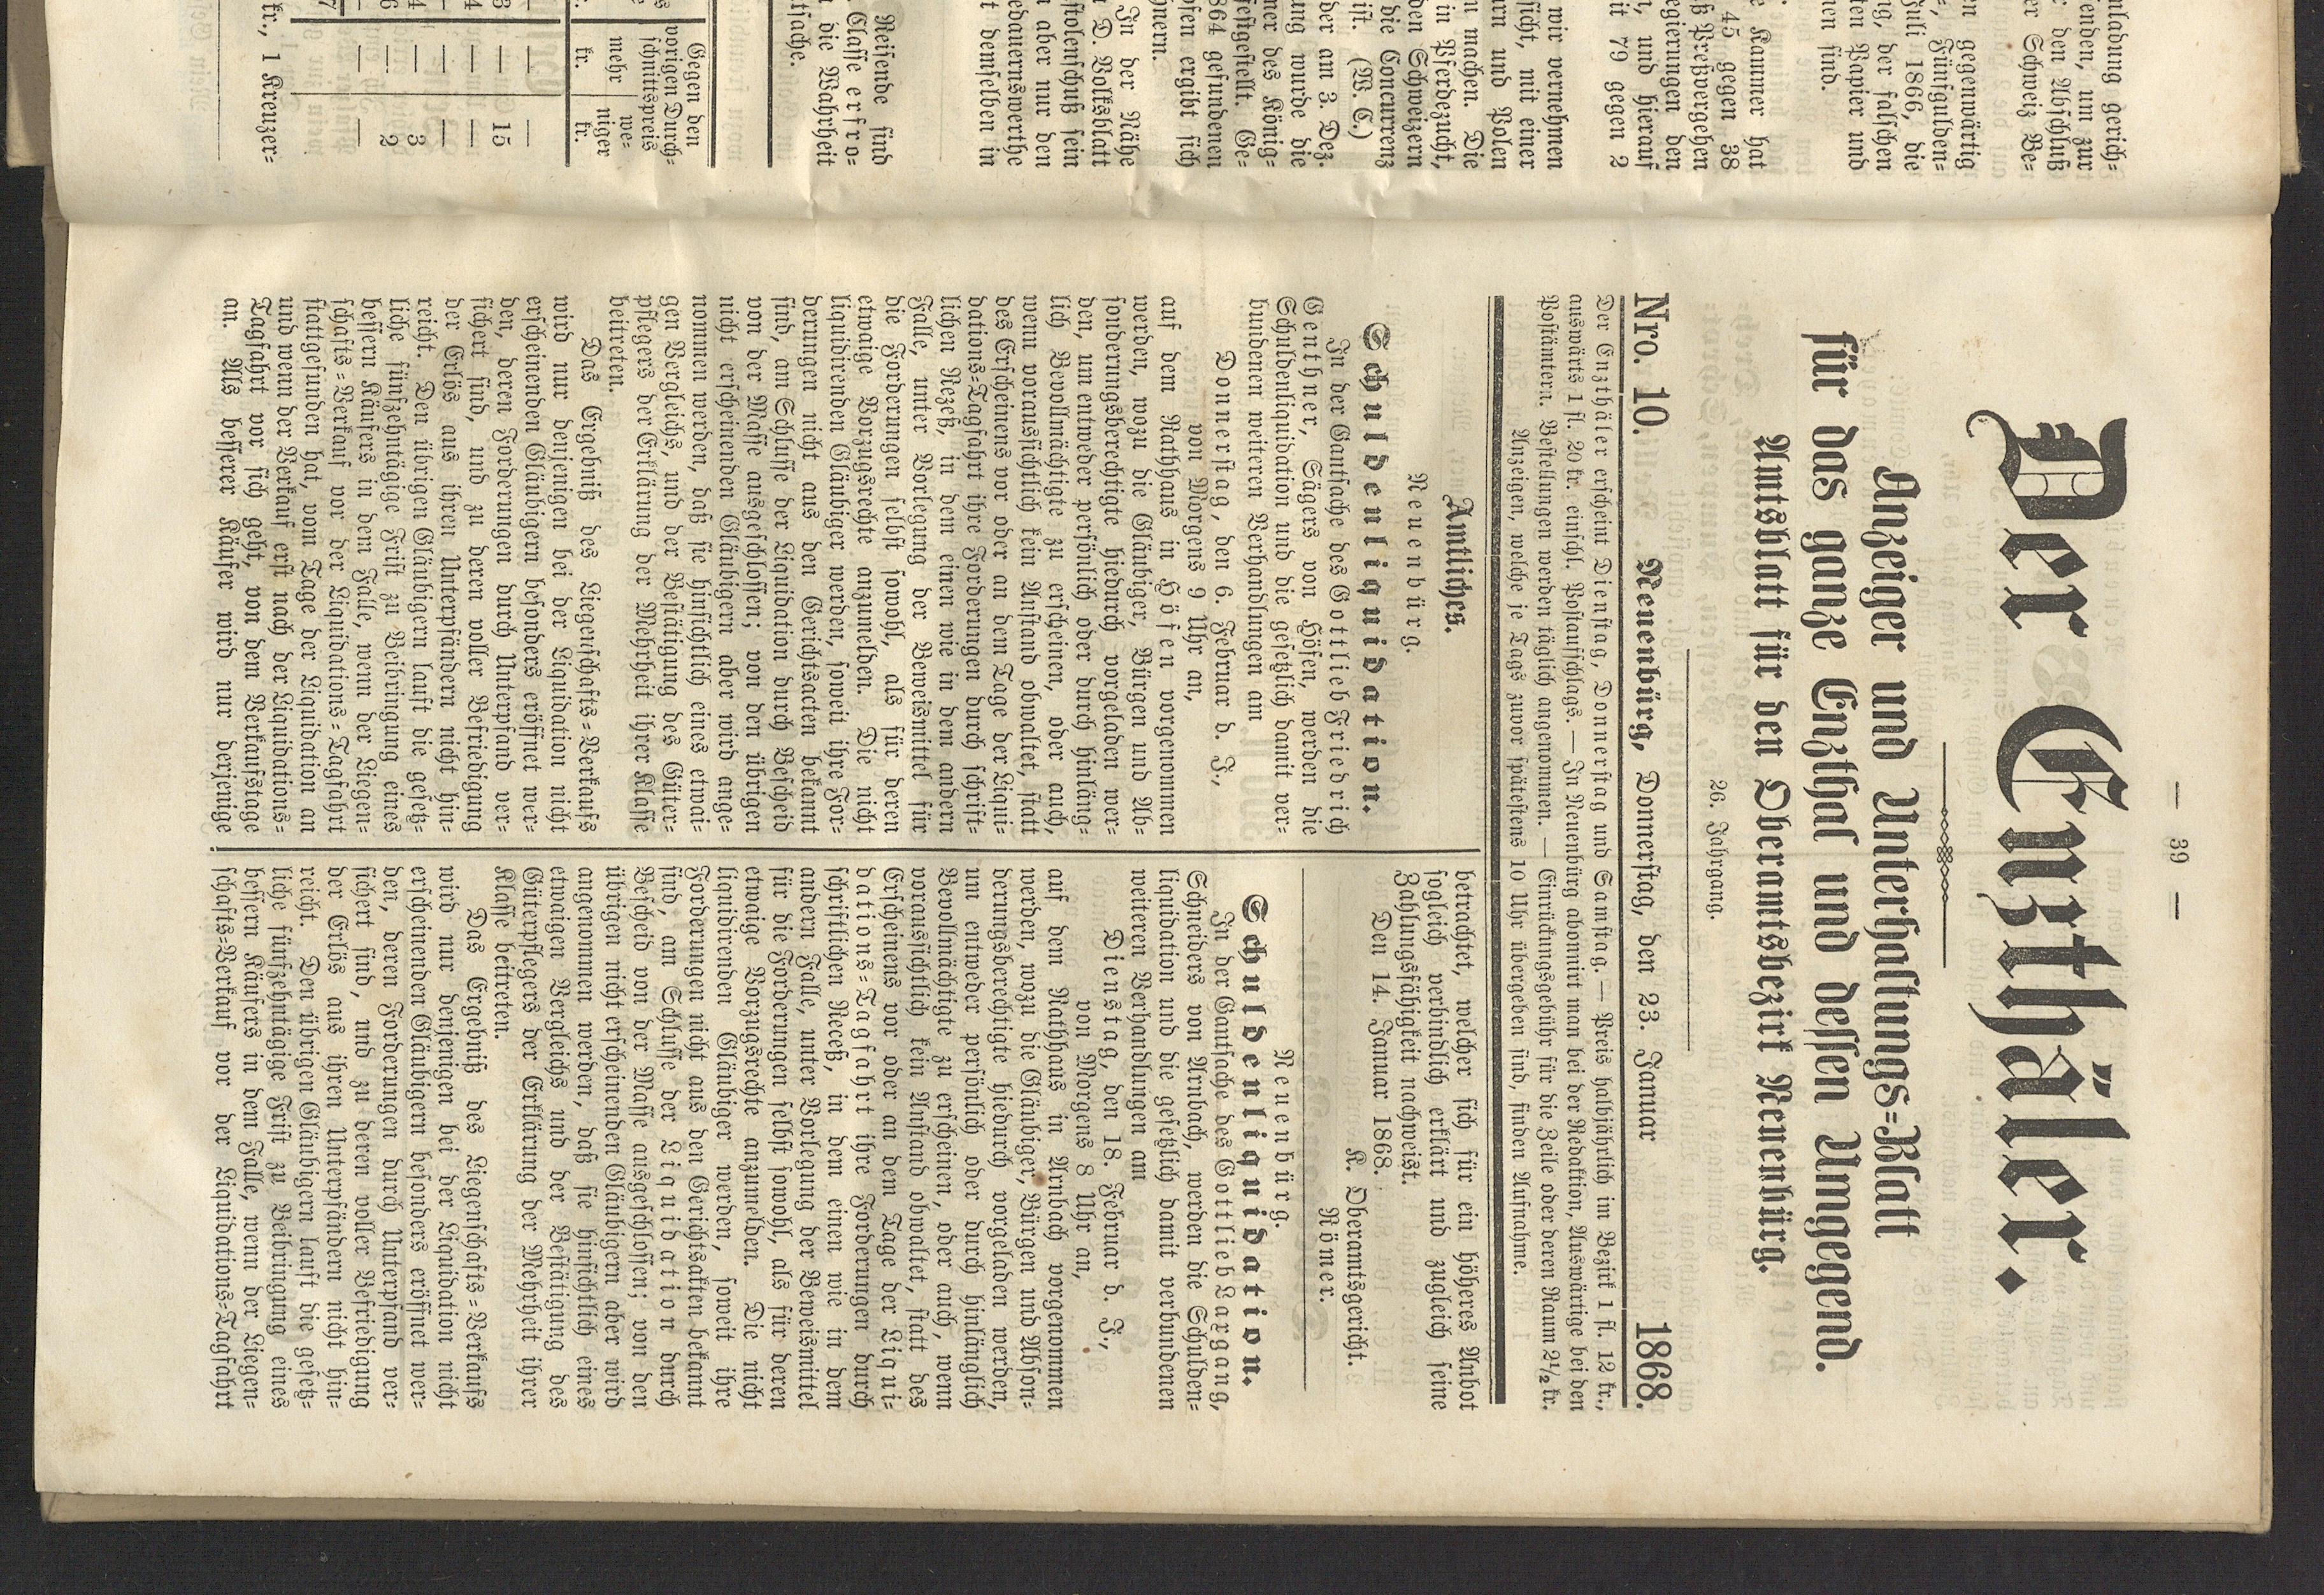 — 39 —
Der Enzthäler.
Anzeiger und Unterhaltungs=Blatt
für das ganze Enzthal und dessen Umgegend.
Amtsblatt für den Oberamtsbezirk Neuenbürg.
26. Jahrgang.
Nro. 10. Neuenbürg, Donnerstag, den 23. Januar 1868.
Der Enzthäler erscheint Dienstag, Donnerstag und Samstag. — Preis halbjährlich im Bezirk 1 fl. 12 kr.,
auswärts 1 fl. 20 kr. einschl. Postaufschlags. — In Neuenbürg abonnirt man bei der Redaktion, Auswärtige bei den
Postämtern. Bestellungen werden täglich angenommen. — Einrückungsgebühr für die Zeile oder deren Raum 2½ kr.
Anzeigen, welche je Tags zuvor spätestens 10 Uhr übergeben sind, finden Aufnahme.
Amtliches.
Neuenbürg.
Schuldenliquidation.
In der Gantsache des Gottlieb Friedrich
Genthner, Sägers von Höfen, werden die
Schuldenliquidation und die gesetzlich damit ver=
bundenen weiteren Verhandlungen am
Donnerstag, den 6. Februar d. J.,
von Morgens 9 Uhr an,
auf dem Rathhaus in Höfen vorgenommen
werden, wozu die Gläubiger, Bürgen und Ab=
sonderungsberechtigte hiedurch vorgeladen wer=
den, um entweder persönlich oder durch hinläng=
lich Bevollmächtigte zu erscheinen, oder auch,
wenn voraussichtlich kein Anstand obwaltet, statt
des Erscheinens vor oder an dem Tage der Liqui=
dations=Tagfahrt ihre Forderungen durch schrift=
lichen Rezeß, in dem einen wie in dem andern
Falle, unter Vorlegung der Beweismittel für
die Forderungen selbst sowohl, als für deren
etwaige Vorzugsrechte anzumelden. Die nicht
liquidirenden Gläubiger werden, soweit ihre For=
derungen nicht aus den Gerichtsacten bekannt
sind, am Schlusse der Liquidation durch Bescheid
von der Masse ausgeschlossen; von den übrigen
nicht erscheinenden Gläubigern aber wird ange=
nommen werden, daß sie hinsichtlich eines etwai=
gen Vergleichs, und der Bestätigung des Güter=
pflegers der Erklärung der Mehrheit ihrer Klasse
beitreten.
Das Ergebniß des Liegenschafts=Verkaufs
wird nur denjenigen bei der Liquidation nicht
erscheinenden Gläubigern besonders eröffnet wer=
den, deren Forderungen durch Unterpfand ver=
sichert sind, und zu deren voller Befriedigung
der Erlös aus ihren Unterpfändern nicht hin=
reicht. Den übrigen Gläubigern lauft die gesetz=
liche fünfzehntägige Frist zu Beibringung eines
bessern Käufers in dem Falle, wenn der Liegen=
schafts=Verkauf vor der Liquidations=Tagfahrt
stattgefunden hat, vom Tage der Liquidation an
und wenn der Verkauf erst nach der Liquidations=
Tagfahrt vor sich geht, von dem Verkaufstage
an. Als besserer Käufer wird nur derjenige
betrachtet, welcher sich für ein höheres Anbot
sogleich verbindlich erklärt und zugleich seine
Zahlungsfähigkeit nachweist.
Den 14. Januar 1868.
K. Oberamtsgericht.
Römer.
Neuenbürg.
Schuldenliquidation.
In der Gantsache des Gottlieb Largang,
Schneiders von Arnbach, werden die Schulden=
liquidation und die gesetzlich damit verbundenen
weiteren Verhandlungen am
Dienstag, den 18. Februar d. J.,
von Morgens 8 Uhr an,
auf dem Rathhaus in Arnbach vorgenommen
werden, wozu die Gläubiger, Bürgen und Abson=
derungsberechtigte hiedurch vorgeladen werden,
um entweder persönlich oder durch hinlänglich
Bevollmächtigte zu erscheinen, oder auch, wenn
voraussichtlich kein Anstand obwaltet, statt des
Erscheinens vor oder an dem Tage der Liqui=
dations=Tagfahrt ihre Forderungen durch
schriftlichen Receß, in dem einen wie in dem
andern Falle, unter Vorlegung der Beweismittel
für die Forderungen selbst sowohl, als für deren
etwaige Vorzugsrechte anzumelden. Die nicht
liquidirenden Gläubiger werden, soweit ihre
Forderungen nicht aus den Gerichtsakten bekannt
sind, am Schlusse der Liquidation durch
Bescheid von der Masse ausgeschlossen; von den
übrigen nicht erscheinenden Gläubigern aber wird
angenommen werden, daß sie hinsichtlich eines
etwaigen Vergleichs und der Bestätigung des
Güterpflegers der Erklärung der Mehrheit ihrer
Klasse beitreten.
Das Ergebniß des Liegenschafts=Verkaufs
wird nur denjenigen bei der Liquidation nicht
erscheinenden Gläubigern besonders eröffnet wer=
den, deren Forderungen durch Unterpfand ver=
sichert sind, und zu deren voller Befriedigung
der Erlös aus ihren Unterpfändern nicht hin=
reicht. Den übrigen Gläubigern lauft die gesetz=
liche fünfzehntägige Frist zu Beibringung eines
bessern Käufers in dem Falle, wenn der Liegen=
schafts=Verkauf vor der Liquidations=Tagfahrt